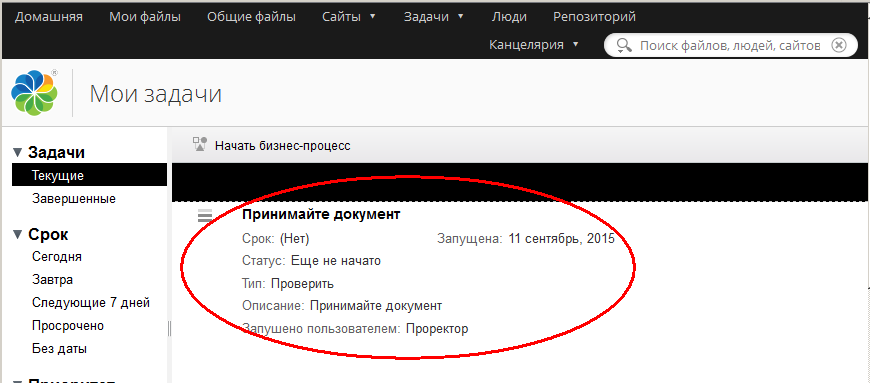 Домашняя Мои файлы Общие файлы Сайты Задачи Люди Репозиторий
Канцелярия Поиск файлов, людей, сайтов
® Мои задачи
Начать бизнес-процесс
Задачи
Текущие
Завершенные
Срок
Сегодня
Завтра
Следующие 7 дней
Просрочено
Без даты
Принимайте документ
Срок: (Нет) Запущена: 11 сентябрь, 2015
Статус: Еще не начато
Тип: Проверить
Описание: Принимайте документ
Запушено пользователем: Проректор